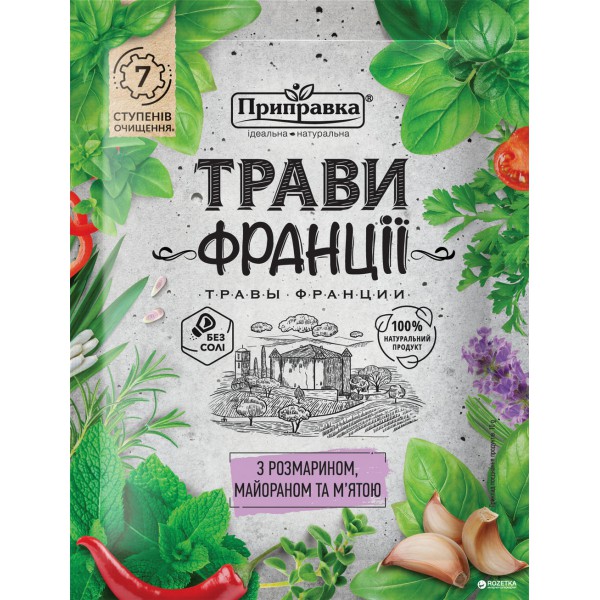 7
СТУПЕНІВ
ОЧИЩЕННЯ
Приправка®
ідеальна натуральна
ТРАВИ
ФРАНЦІЇ
ТРАВЫ ФРАНЦИИ
БЕЗ
СОЛІ
100%
НАТУРАЛЬНИЙ
ПРОДУКТ
З РОЗМАРИНОМ,
МАЙОРАНОМ ТА М'ЯТОЮ
ROZETKA